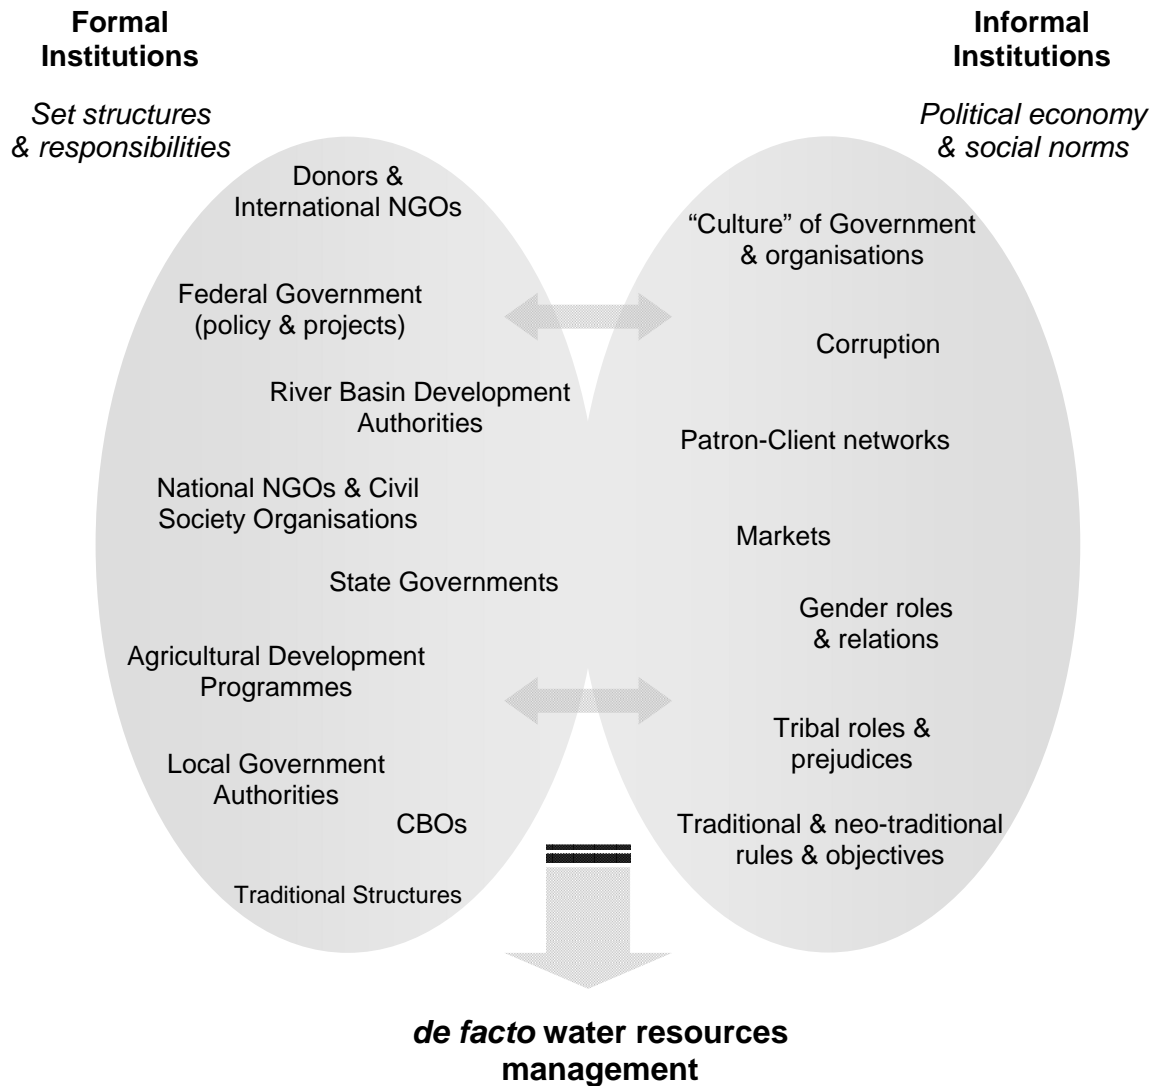 Formal
Institutions
Set structures
& responsibilities
Donors &
International NGOs
Federal Government
(policy & projects)
River Basin Development
Authorities
National NGOs & Civil
Society Organisations
State Governments
Agricultural Development
Programmes
Local Government
Authorities
CBOs
Traditional Structures
Informal
Institutions
Political economy
& social norms
“Culture” of Government
& organisations
Corruption
Patron-Client networks
Markets
Gender roles
& relations
Tribal roles &
prejudices
Traditional & neo-traditional
rules & objectives
de facto water resources
management